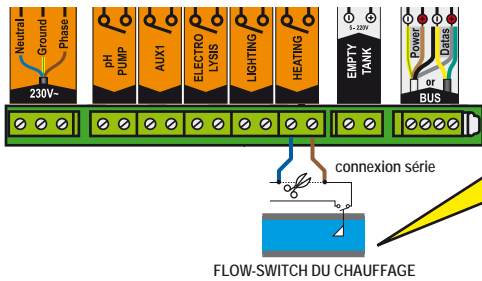 Neutral
Ground
Phase
230V~
pH
PUMP
AUX1
ELECTRO
LYSIS
LIGHTING
HEATING
5 - 220V
EMPTY
TANK
Power
Datas
or
BUS
connexion série
FLOW-SWITCH DU CHAUFFAGE